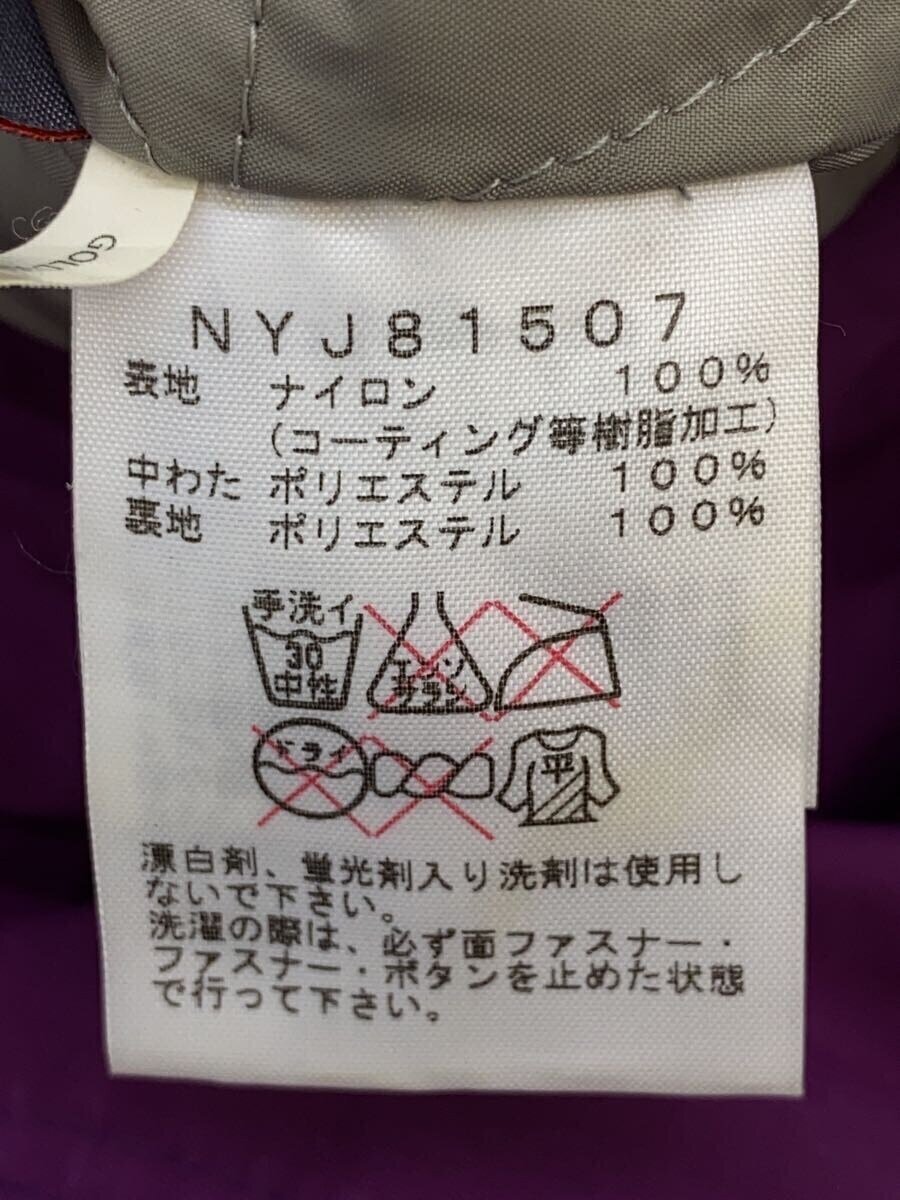 NYJ81507
表地 ナイロン 100%
(コーティング等樹脂加工)
中わた ポリエステル 100%
裏地 ポリエステル 100%
手洗イ
30
中性
エンソ
サラシ
ドライ
平
漂白剤、蛍光剤入り洗剤は使用し
ないで下さい。
洗濯の際は、必ず面ファスナー・
ファスナー・ボタンを止めた状態
で行って下さい。